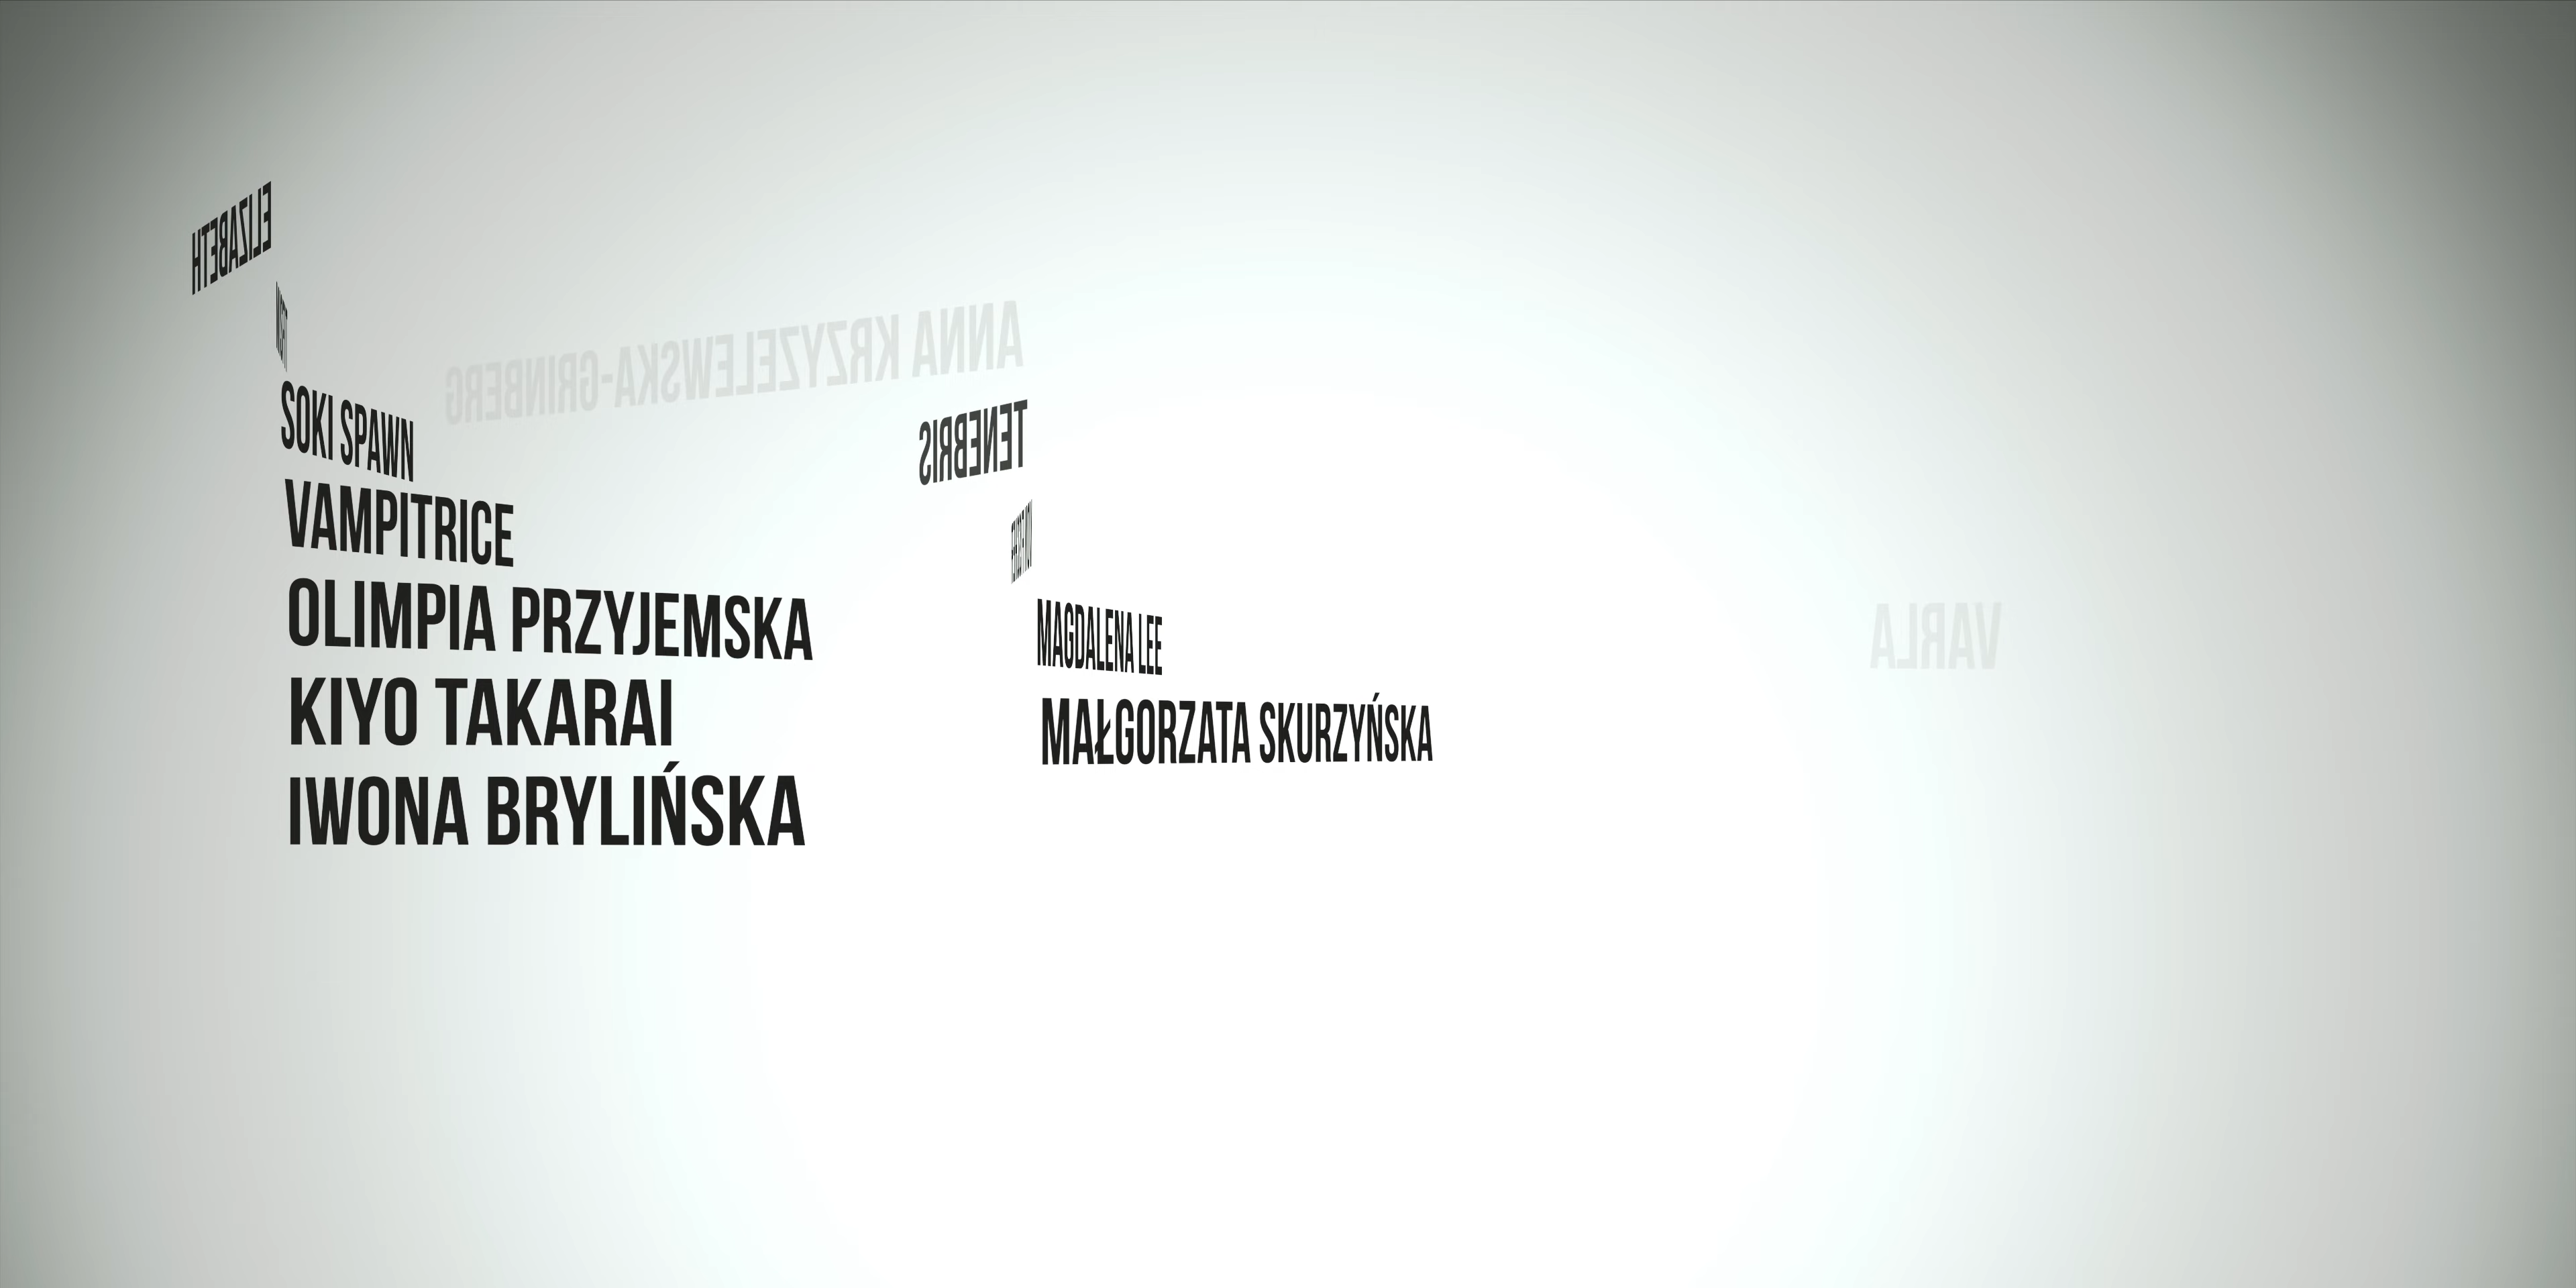 ELIZABETH
SOKI SPAWN
VAMPITRICE
OLIMPIA PRZYJEMSKA
KIYO TAKARAI
IWONA BRYLIŃSKA
ANNA KRZYZELEWSKA-GRINBERG
TENEBRIS
MAGDALENA LEE
MAŁGORZATA SKURZYŃSKA
VARLA